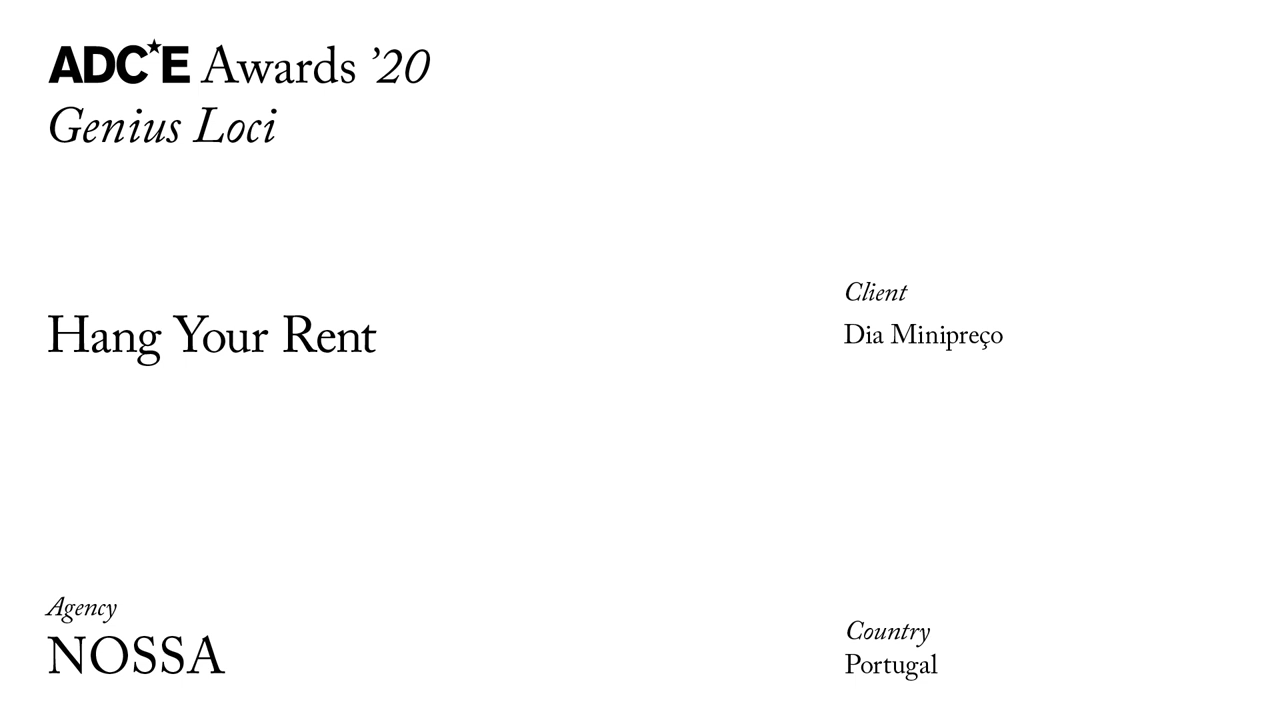 ADC★E Awards ’20
Genius Loci
Hang Your Rent
Client
Dia Minipreço
Agency
NOSSA
Country
Portugal